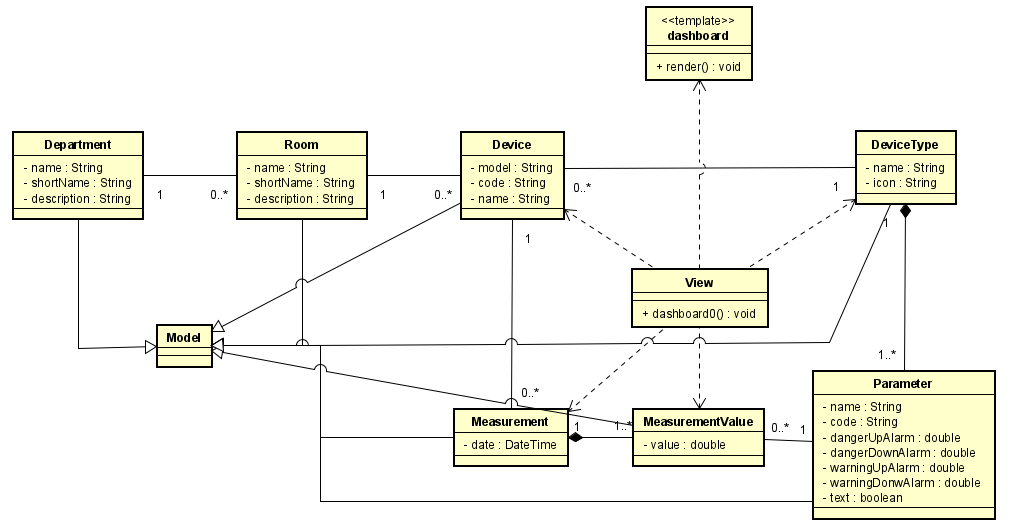 <<template>>
dashboard
+ render() : void
Department
- name : String
- shortName : String
- description : String
1
0..*
Room
- name : String
- shortName : String
- description : String
1
0..*
Device
- model : String
- code : String
- name : String
0..*
1
1
DeviceType
- name : String
- icon : String
1
1..*
View
+ dashboard0() : void
Model
0..*
Measurement
- date : DateTime
1
1..*
MeasurementValue
- value : double
0..*
1
Parameter
- name : String
- code : String
- dangerUpAlarm : double
- dangerDownAlarm : double
- warningUpAlarm : double
- warningDonwAlarm : double
- text : boolean